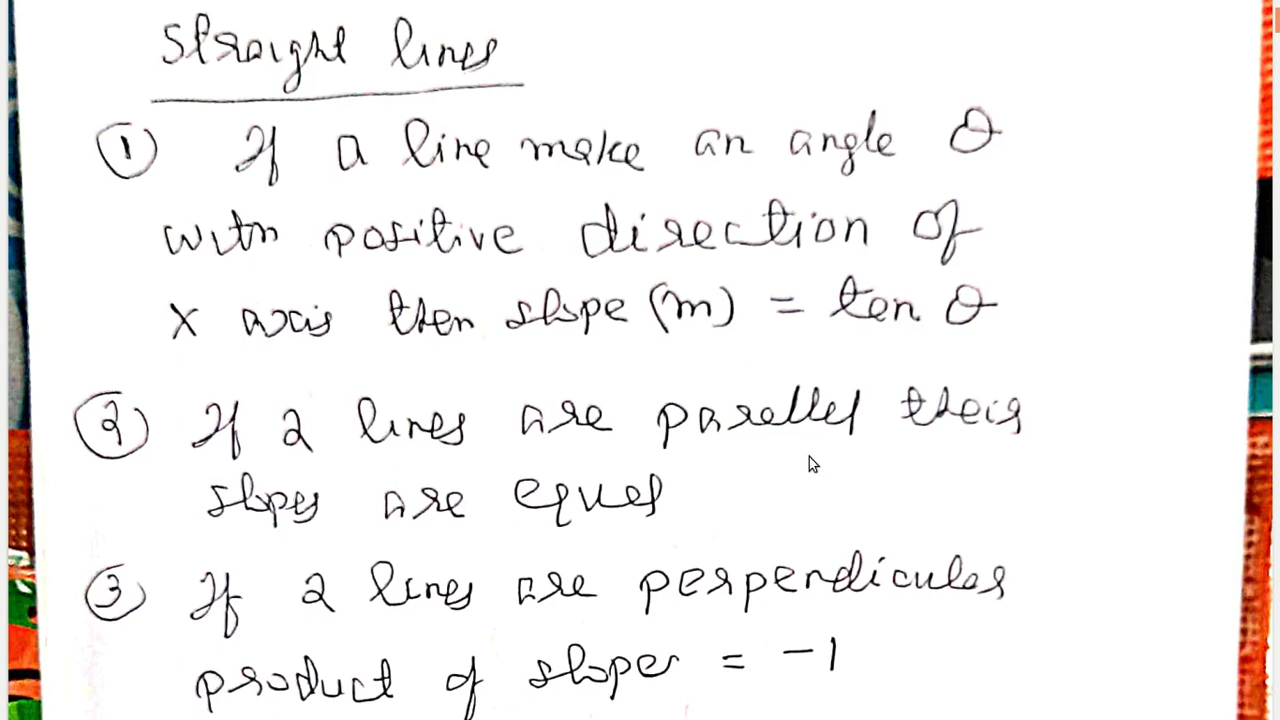 Straight lines
① If a line make an angle θ
with positive direction of
x axis then slope (m) = tan θ
② If 2 lines are parallel their
slopes are equal
③ If 2 lines are perpendicular
product of slopes = -1